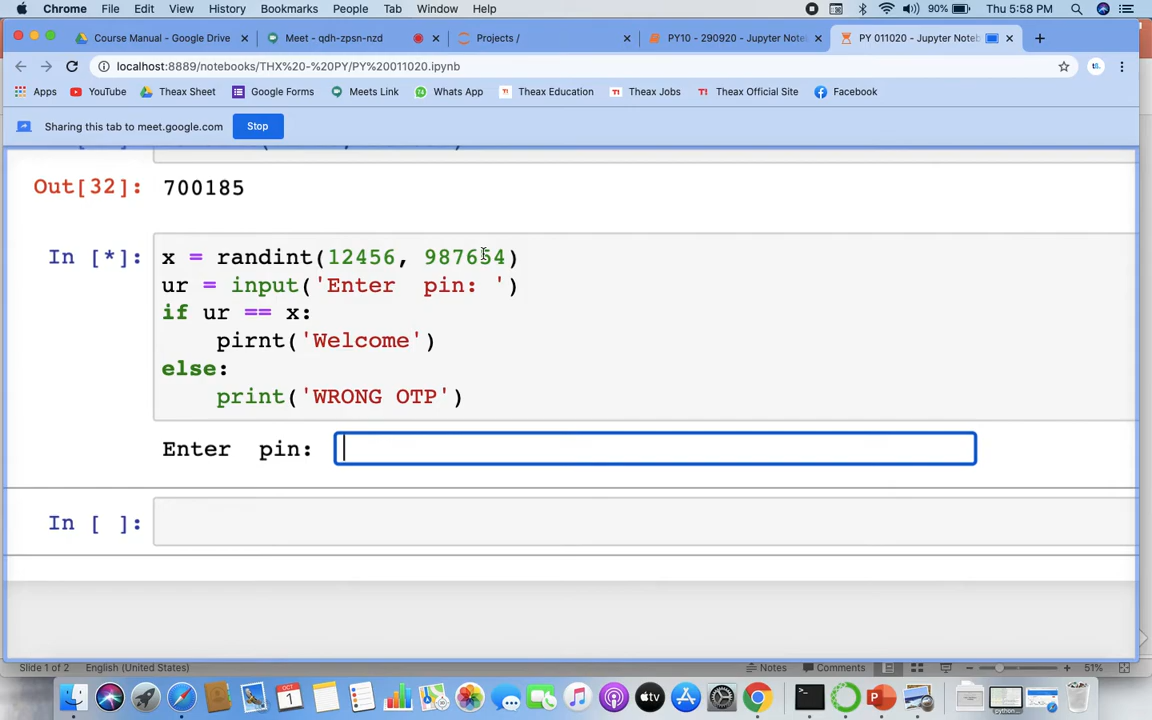 Chrome File Edit View History Bookmarks People Tab Window Help 90% Thu 5:58 PM
Course Manual - Google Drive Meet - qdh-zpsn-nzd Projects / PY10 - 290920 - Jupyter Note PY 011020 - Jupyter Noteb
localhost:8889/notebooks/THX%20-%20PY/PY%20011020.ipynb
Apps YouTube Theax Sheet Google Forms Meets Link Whats App Theax Education Theax Jobs Theax Official Site Facebook
Sharing this tab to meet.google.com Stop
Out[32]: 700185
In [*]: x = randint(12456, 987654)
ur = input('Enter  pin: ')
if ur == x:
    pirnt('Welcome')
else:
    print('WRONG OTP')
Enter  pin:
In [ ]:
Slide 1 of 2 English (United States) Notes Comments 51%
OCT
1
tv